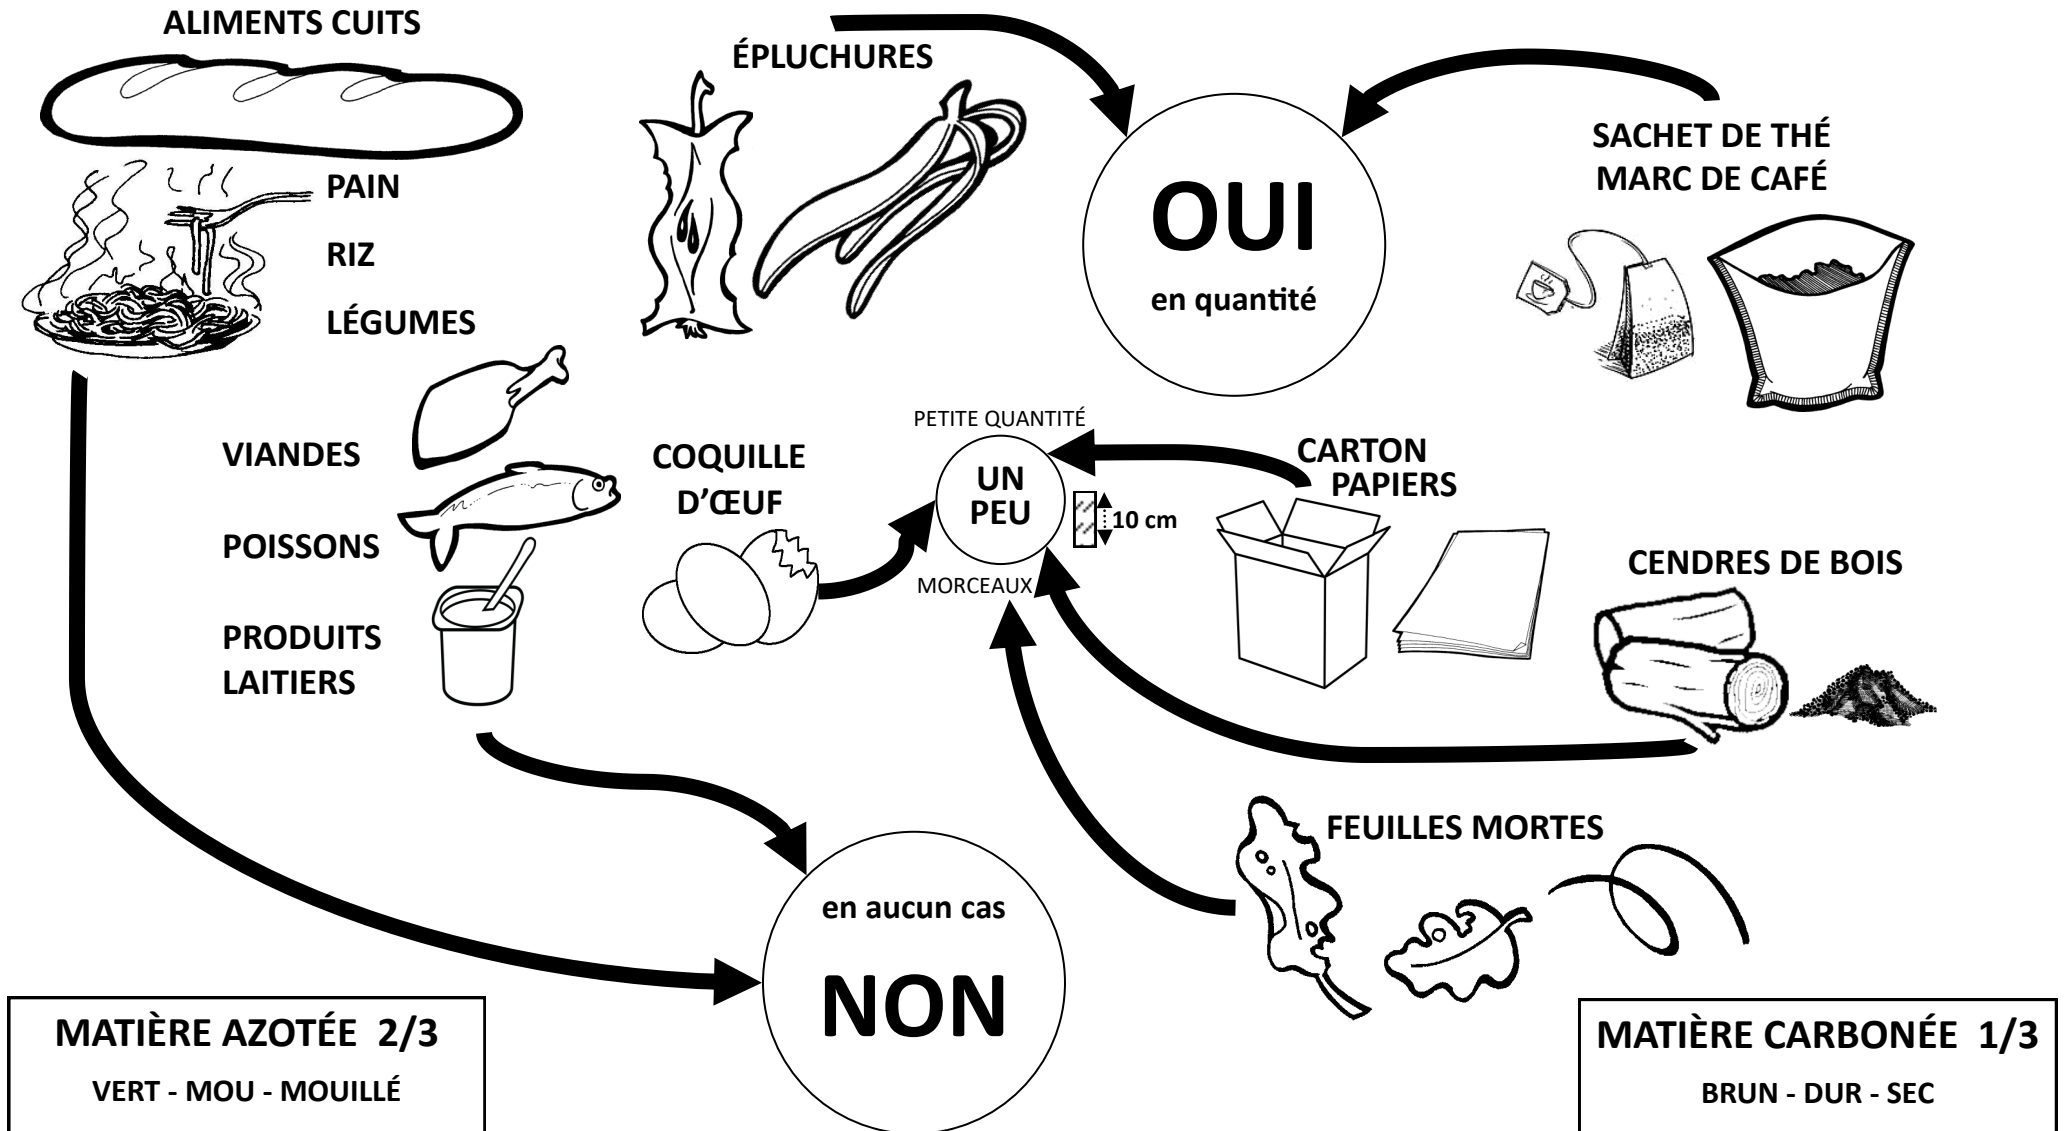 ALIMENTS CUITS
PAIN
RIZ
LÉGUMES
VIANDES
POISSONS
PRODUITS
LAITIERS
ÉPLUCHURES
COQUILLE
D’ŒUF
OUI
en quantité
SACHET DE THÉ
MARC DE CAFÉ
PETITE QUANTITÉ
UN
PEU
10 cm
MORCEAUX
CARTON
PAPIERS
CENDRES DE BOIS
FEUILLES MORTES
en aucun cas
NON
MATIÈRE AZOTÉE 2/3
VERT - MOU - MOUILLÉ
MATIÈRE CARBONÉE 1/3
BRUN - DUR - SEC